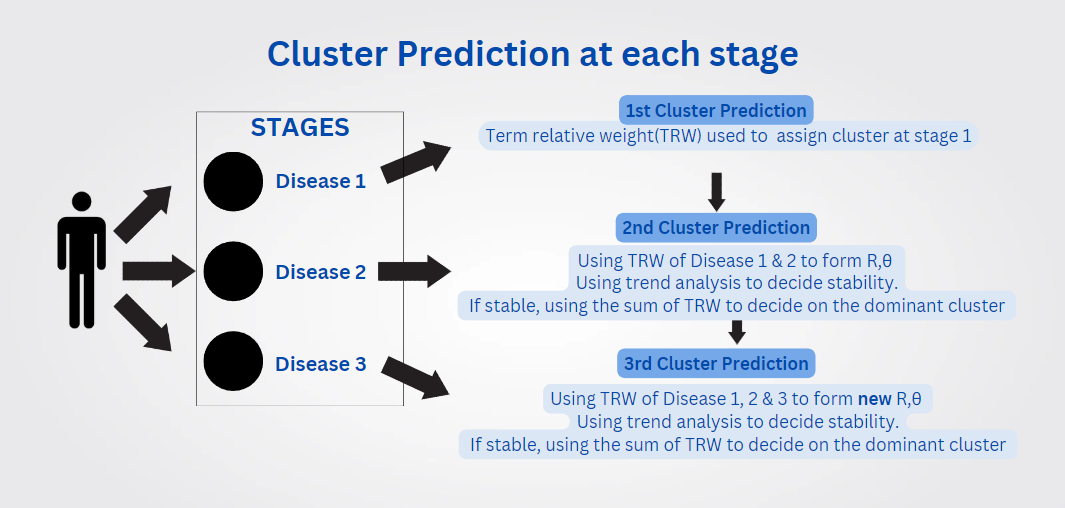 Cluster Prediction at each stage
STAGES
Disease 1
Disease 2
Disease 3
1st Cluster Prediction
Term relative weight(TRW) used to assign cluster at stage 1
2nd Cluster Prediction
Using TRW of Disease 1 & 2 to form R,θ
Using trend analysis to decide stability.
If stable, using the sum of TRW to decide on the dominant cluster
3rd Cluster Prediction
Using TRW of Disease 1, 2 & 3 to form new R,θ
Using trend analysis to decide stability.
If stable, using the sum of TRW to decide on the dominant cluster